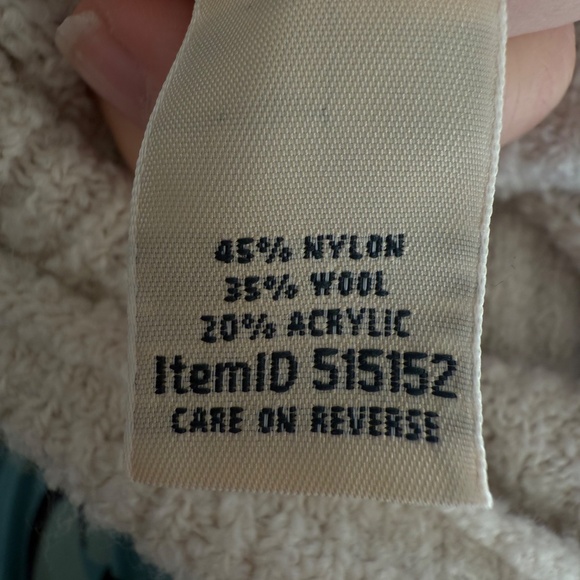 45% NYLON
35% WOOL
20% ACRYLIC
ItemID 515152
CARE ON REVERSE